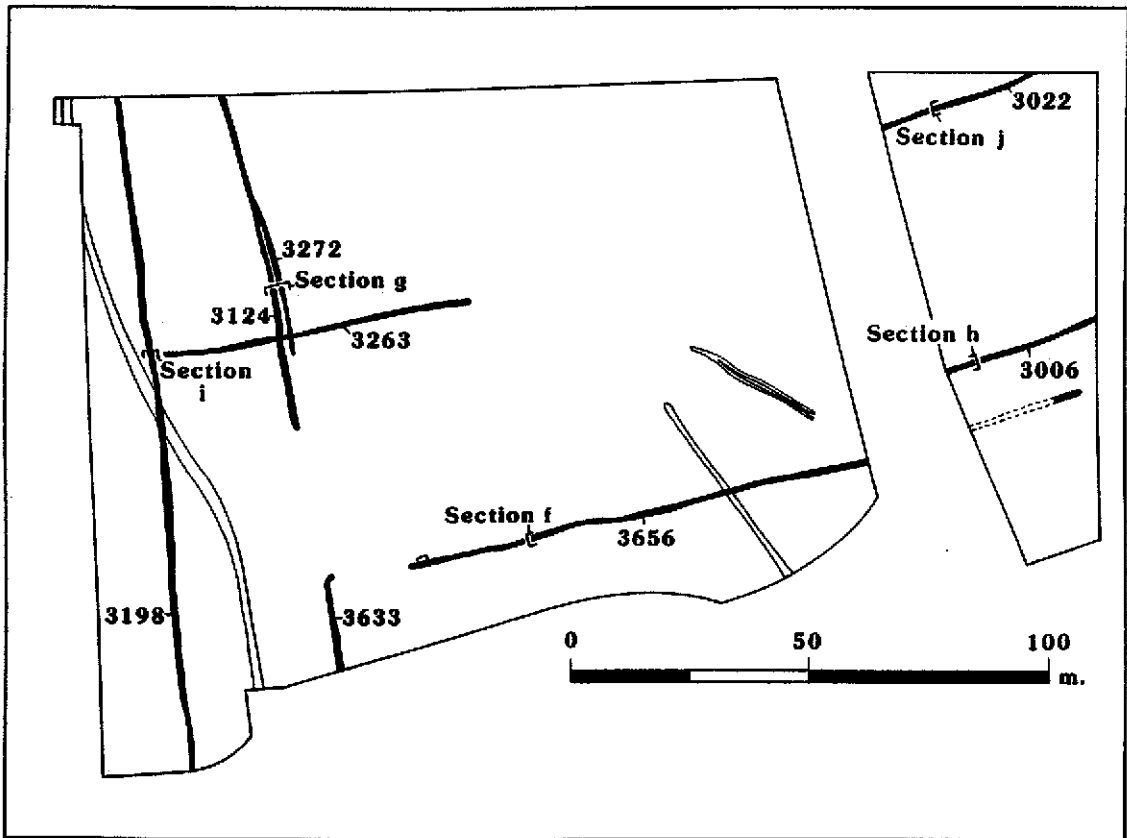 3022
Section j
3272
Section g
3124
3263
Section h
Section
i
3006
Section f
3656
3198
3633
0 50 100
m.